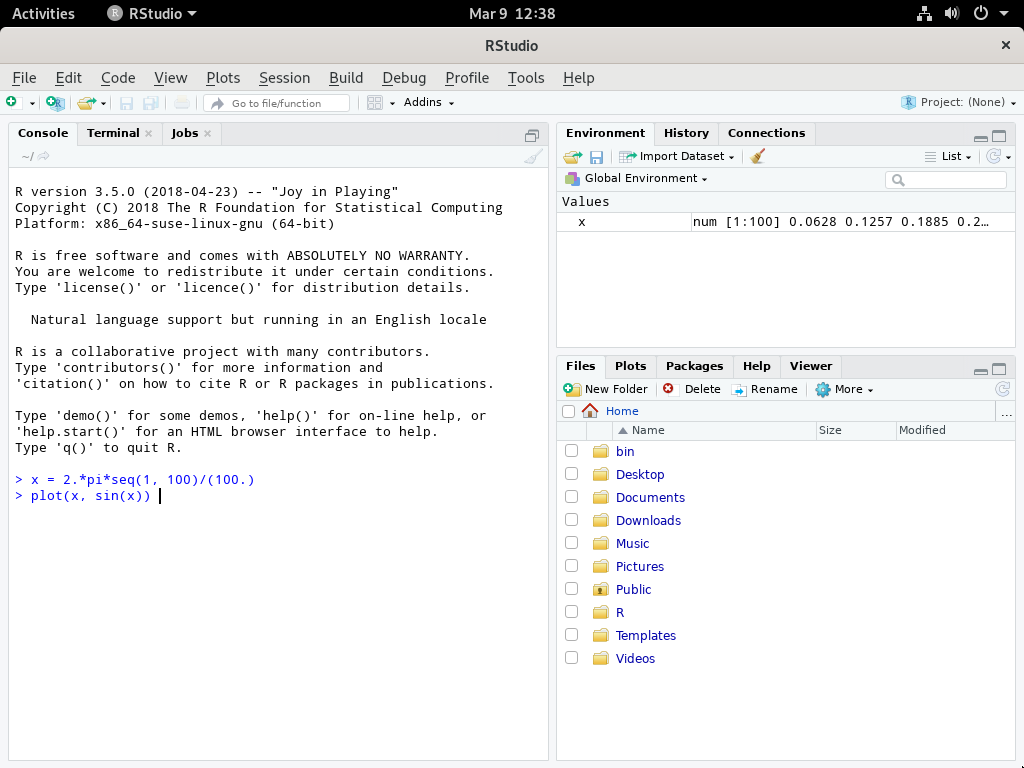 Activities RStudio Mar 9 12:38
RStudio
File Edit Code View Plots Session Build Debug Profile Tools Help
Go to file/function Addins Project: (None)
Console Terminal Jobs
~/
R version 3.5.0 (2018-04-23) -- "Joy in Playing"
Copyright (C) 2018 The R Foundation for Statistical Computing
Platform: x86_64-suse-linux-gnu (64-bit)
R is free software and comes with ABSOLUTELY NO WARRANTY.
You are welcome to redistribute it under certain conditions.
Type 'license()' or 'licence()' for distribution details.
Natural language support but running in an English locale
R is a collaborative project with many contributors.
Type 'contributors()' for more information and
'citation()' on how to cite R or R packages in publications.
Type 'demo()' for some demos, 'help()' for on-line help, or
'help.start()' for an HTML browser interface to help.
Type 'q()' to quit R.
> x = 2.*pi*seq(1, 100)/(100.)
> plot(x, sin(x))
Environment History Connections
Import Dataset List
Global Environment
Values
x num [1:100] 0.0628 0.1257 0.1885 0.2…
Files Plots Packages Help Viewer
New Folder Delete Rename More
Home ...
Name Size Modified
bin
Desktop
Documents
Downloads
Music
Pictures
Public
R
Templates
Videos